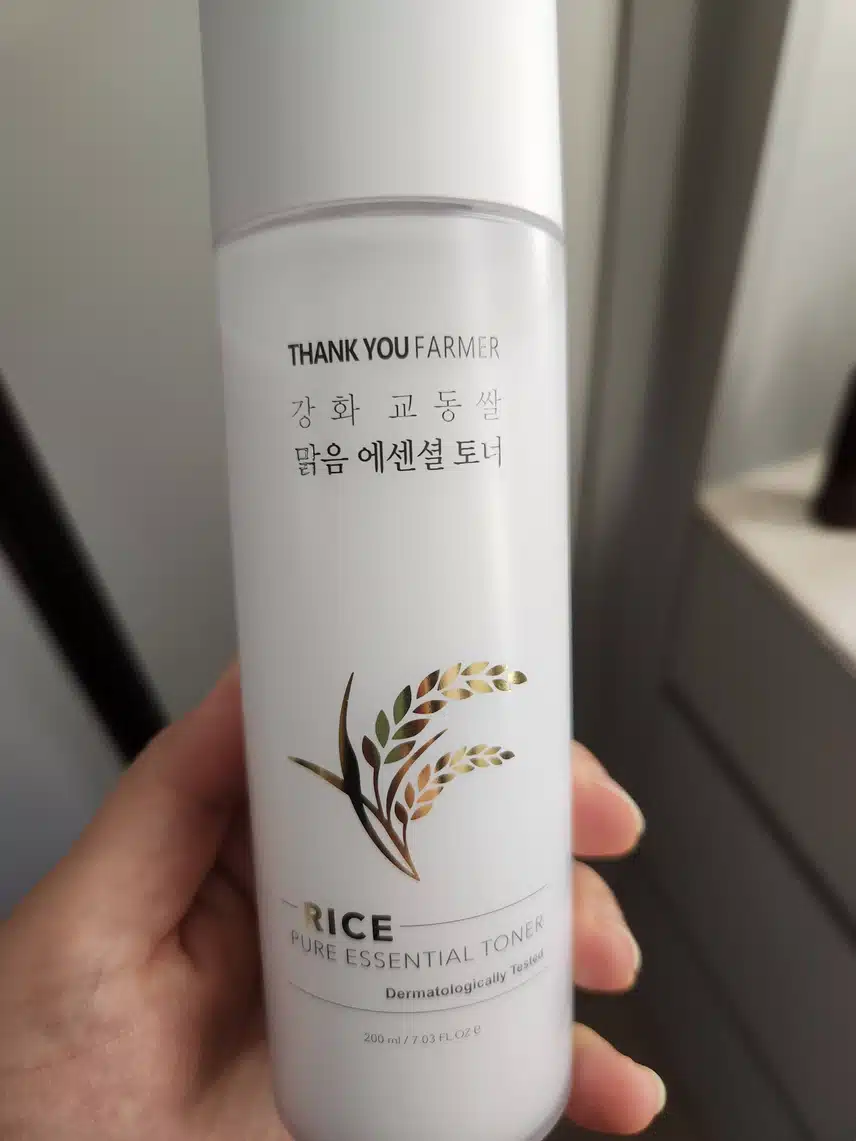 THANK YOU FARMER
강화 교동쌀
맑음 에센셜 토너
RICE
PURE ESSENTIAL TONER
Dermatologically Tested
200 ml / 7.03 FL.OZ ℮